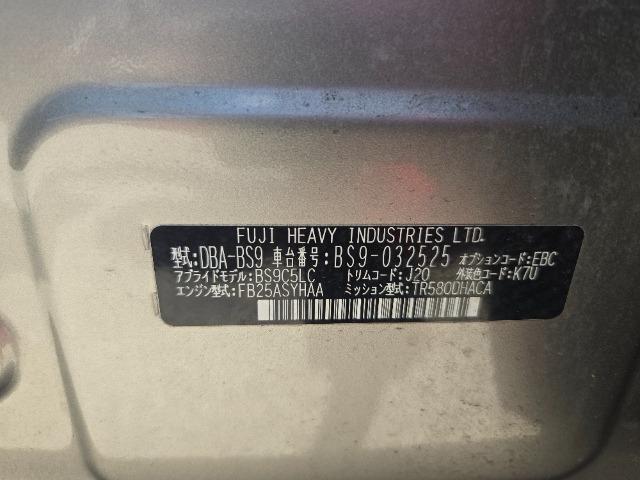 FUJI HEAVY INDUSTRIES LTD.
型式:DBA-BS9 車台番号:BS9-032525 オプションコード:EBC
アプライドモデル:BS9C5LC トリムコード:J20 外装色コード:K7U
エンジン型式:FB25ASYHAA ミッション型式:TR580DHACA